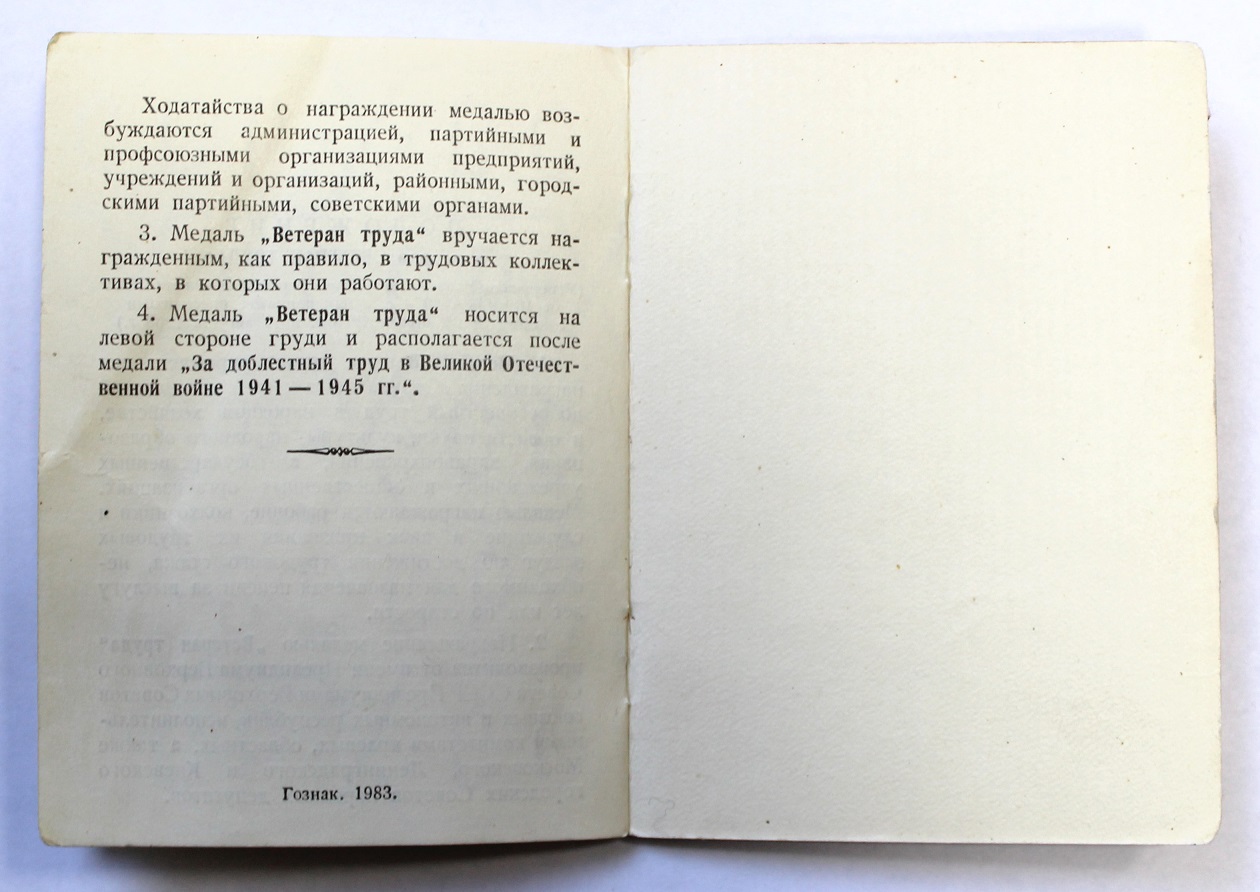 Ходатайства о награждении медалью воз-
буждаются администрацией, партийными и
профсоюзными организациями предприятий,
учреждений и организаций, районными, город-
скими партийными, советскими органами.
3. Медаль „Ветеран труда“ вручается на-
гражденным, как правило, в трудовых коллек-
тивах, в которых они работают.
4. Медаль „Ветеран труда“ носится на
левой стороне груди и располагается после
медали „За доблестный труд в Великой Отечест-
венной войне 1941 — 1945 гг.“.
Гознак. 1983.